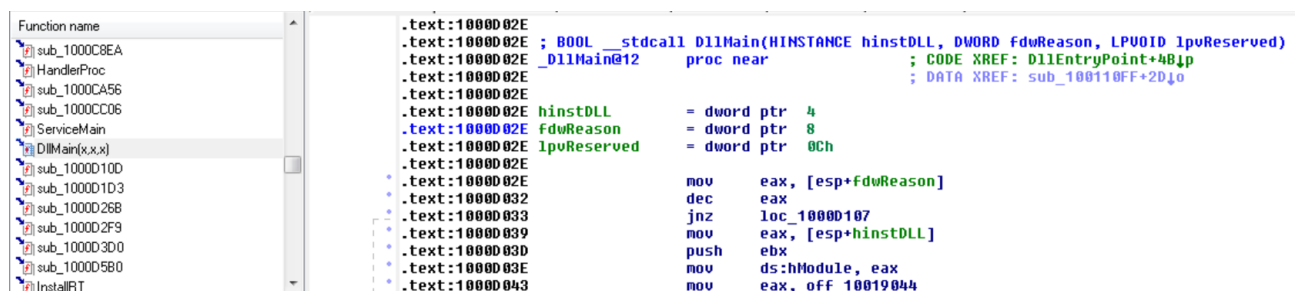 Function name
sub_1000C8EA
HandlerProc
sub_1000CA56
sub_1000CC06
ServiceMain
DllMain(x,x,x)
sub_1000D10D
sub_1000D1D3
sub_1000D26B
sub_1000D2F9
sub_1000D3D0
sub_1000D5B0
InstallRT
.text:1000D02E
.text:1000D02E ; BOOL __stdcall DllMain(HINSTANCE hinstDLL, DWORD fdwReason, LPVOID lpvReserved)
.text:1000D02E _DllMain@12 proc near ; CODE XREF: DllEntryPoint+4B↓p
.text:1000D02E ; DATA XREF: sub_100110FF+2D↓o
.text:1000D02E
.text:1000D02E hinstDLL = dword ptr 4
.text:1000D02E fdwReason = dword ptr 8
.text:1000D02E lpvReserved = dword ptr 0Ch
.text:1000D02E
.text:1000D02E mov eax, [esp+fdwReason]
.text:1000D032 dec eax
.text:1000D033 jnz loc_1000D107
.text:1000D039 mov eax, [esp+hinstDLL]
.text:1000D03D push ebx
.text:1000D03E mov ds:hModule, eax
.text:1000D043 mov eax, off_10019044